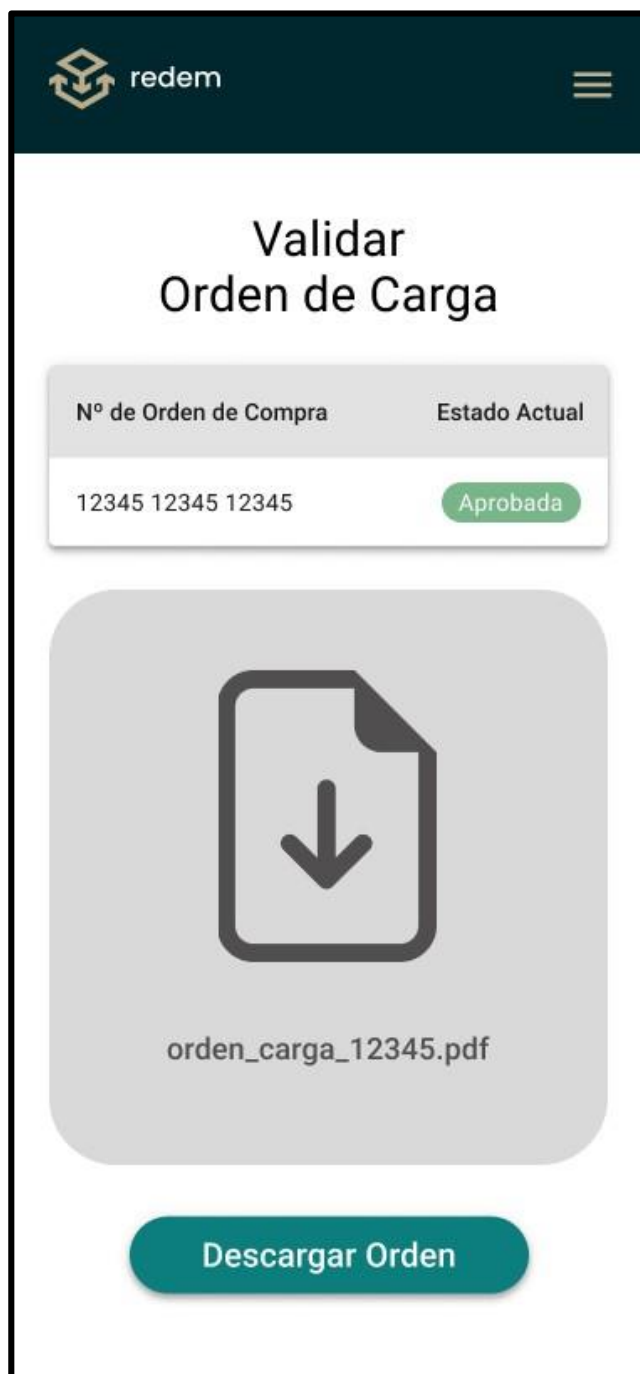 redem
Validar
Orden de Carga
Nº de Orden de Compra Estado Actual
12345 12345 12345 Aprobada
orden_carga_12345.pdf
Descargar Orden